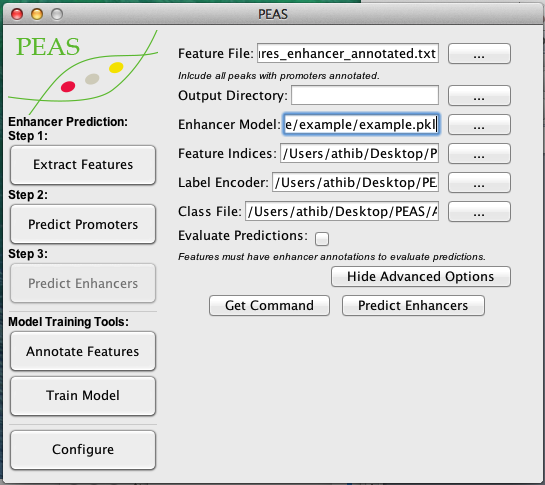 PEAS
PEAS
Enhancer Prediction:
Step 1:
Extract Features
Step 2:
Predict Promoters
Step 3:
Predict Enhancers
Model Training Tools:
Annotate Features
Train Model
Configure
Feature File: ires_enhancer_annotated.txt ...
Inlcude all peaks with promoters annotated.
Output Directory: ...
Enhancer Model: e/example/example.pkl ...
Feature Indices: /Users/athib/Desktop/P ...
Label Encoder: /Users/athib/Desktop/PE ...
Class File: /Users/athib/Desktop/PEAS/ ...
Evaluate Predictions:
Features must have enhancer annotations to evaluate predictions.
Hide Advanced Options
Get Command Predict Enhancers